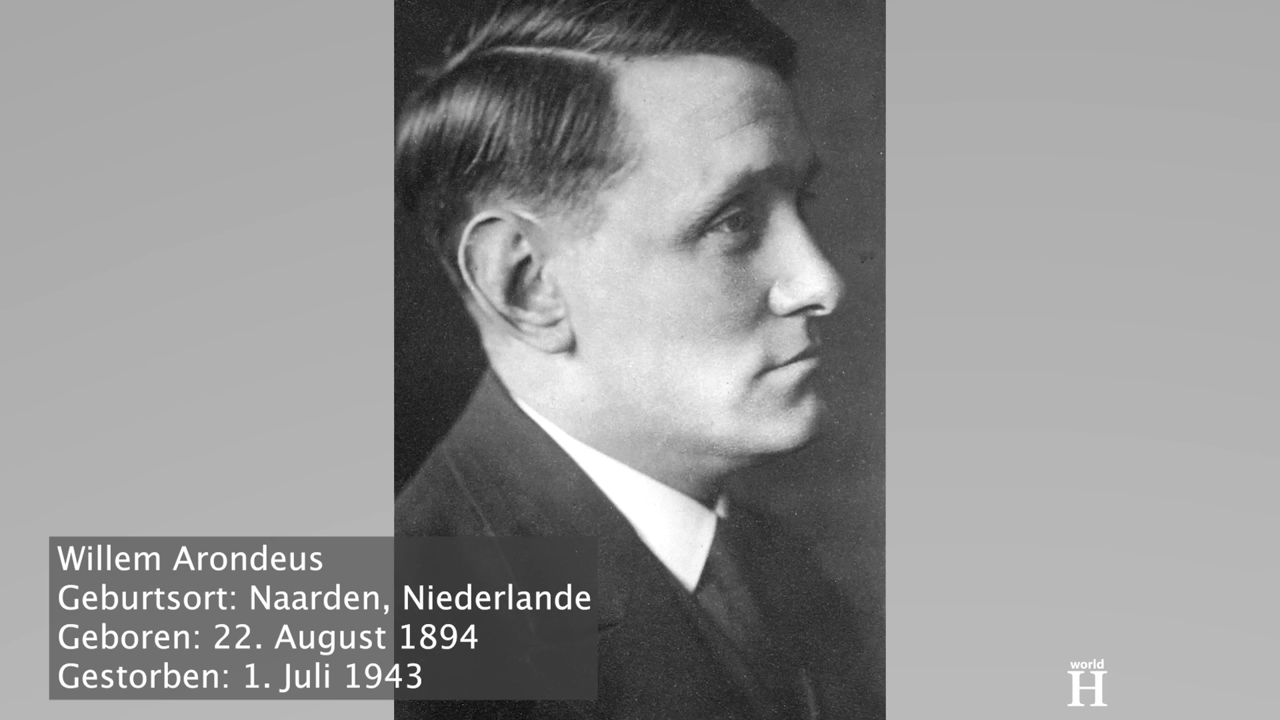 Willem Arondeus
Geburtsort: Naarden, Niederlande
Geboren: 22. August 1894
Gestorben: 1. Juli 1943
world
H